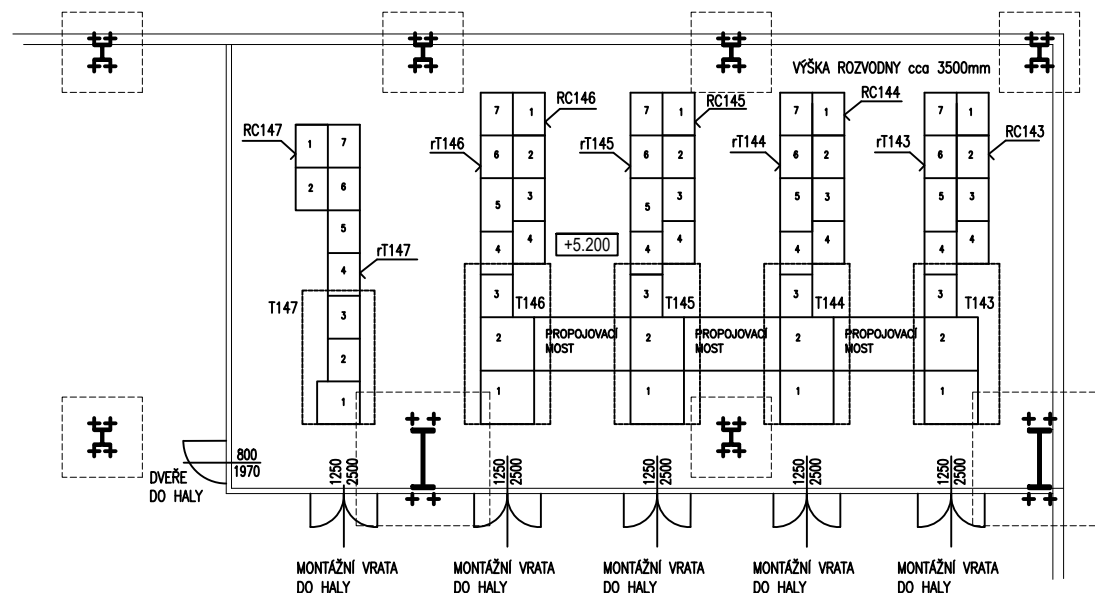 VÝŠKA ROZVODNY cca 3500mm
RC147
1
7
2
6
5
4
rT147
T147
3
2
1
RC146
7
1
rT146
6
2
5
3
4
4
3
T146
2
1
+5.200
RC145
7
1
rT145
6
2
5
3
4
4
3
T145
2
1
RC144
7
1
rT144
6
2
5
3
4
4
3
T144
2
1
RC143
7
1
rT143
6
2
5
3
4
4
3
T143
2
1
PROPOJOVACÍ
MOST
PROPOJOVACÍ
MOST
PROPOJOVACÍ
MOST
800
1970
DVEŘE
DO HALY
1250
2500
1250
2500
1250
2500
1250
2500
1250
2500
MONTÁŽNÍ VRATA
DO HALY
MONTÁŽNÍ VRATA
DO HALY
MONTÁŽNÍ VRATA
DO HALY
MONTÁŽNÍ VRATA
DO HALY
MONTÁŽNÍ VRATA
DO HALY